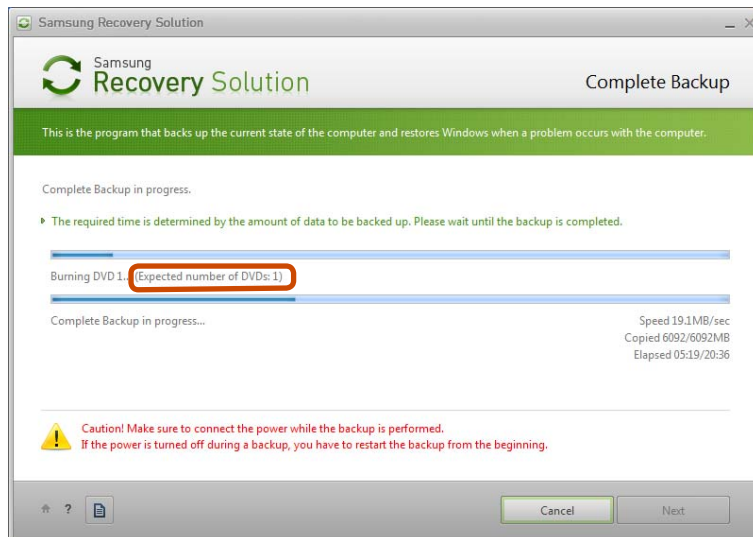 Samsung Recovery Solution
Samsung
Recovery Solution
Complete Backup
This is the program that backs up the current state of the computer and restores Windows when a problem occurs with the computer.
Complete Backup in progress.
The required time is determined by the amount of data to be backed up. Please wait until the backup is completed.
Burning DVD 1... (Expected number of DVDs: 1)
Complete Backup in progress...
Speed 19.1MB/sec
Copied 6092/6092MB
Elapsed 05:19/20:36
Caution! Make sure to connect the power while the backup is performed.
If the power is turned off during a backup, you have to restart the backup from the beginning.
?
Cancel
Next